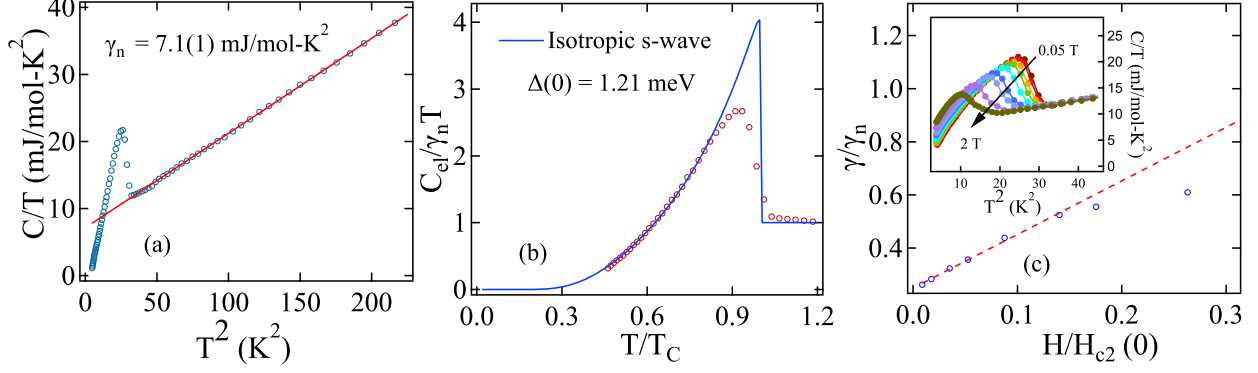 C/T (mJ/mol-K²)
40
30
20
10
0
γn = 7.1(1) mJ/mol-K²
(a)
0
50
100
150
200
T² (K²)
Cel/γnT
4
3
2
1
0
Isotropic s-wave
Δ(0) = 1.21 meV
(b)
0.0
0.3
0.6
0.9
1.2
T/TC
γ/γn
1.2
1.0
0.8
0.6
0.4
0.05 T
2 T
10
20
30
40
T² (K²)
25
20
15
10
5
0
C/T (mJ/mol-K²)
(c)
0.0
0.1
0.2
0.3
H/Hc2 (0)